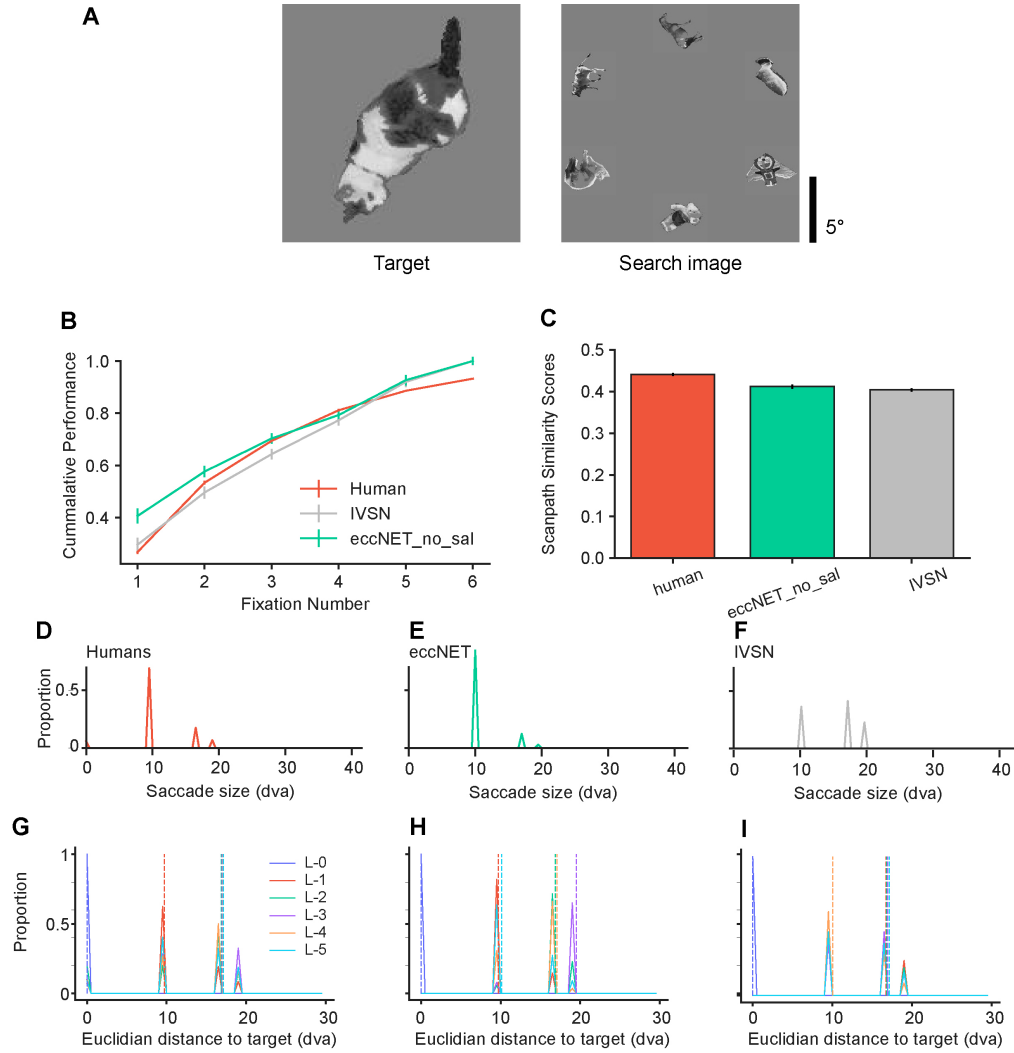 A
Target
Search image
5°
B
Cummalative Performance
1.0
0.8
0.6
0.4
Human
IVSN
eccNET_no_sal
1 2 3 4 5 6
Fixation Number
C
Scanpath Similarity Scores
0.5
0.4
0.3
0.2
0.1
0.0
human
eccNET_no_sal
IVSN
D
Humans
Proportion
0.5
0
0 10 20 30 40
Saccade size (dva)
E
eccNET
0 10 20 30 40
Saccade size (dva)
F
IVSN
0 10 20 30 40
Saccade size (dva)
G
Proportion
1
0.5
0
L-0
L-1
L-2
L-3
L-4
L-5
0 10 20 30
Euclidian distance to target (dva)
H
0 10 20 30
Euclidian distance to target (dva)
I
0 10 20 30
Euclidian distance to target (dva)